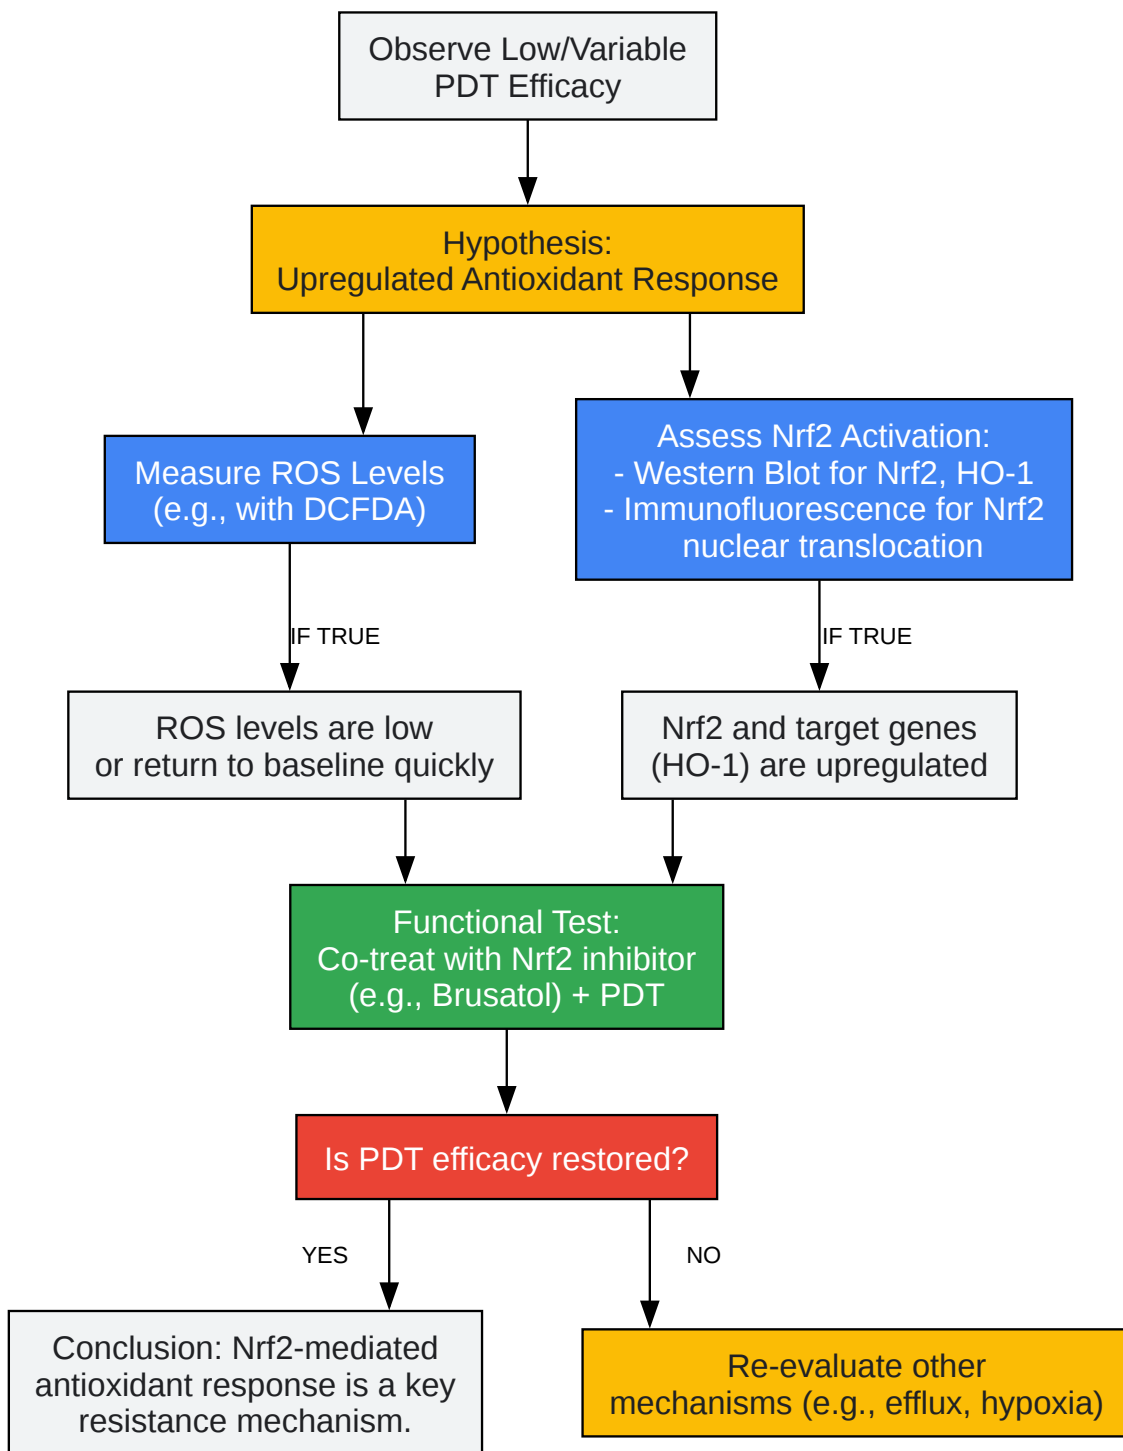 Observe Low/Variable
PDT Efficacy
Hypothesis:
Upregulated Antioxidant Response
Measure ROS Levels
(e.g., with DCFDA)
Assess Nrf2 Activation:
- Western Blot for Nrf2, HO-1
- Immunofluorescence for Nrf2
nuclear translocation
IF TRUE
IF TRUE
ROS levels are low
or return to baseline quickly
Nrf2 and target genes
(HO-1) are upregulated
Functional Test:
Co-treat with Nrf2 inhibitor
(e.g., Brusatol) + PDT
Is PDT efficacy restored?
YES
NO
Conclusion: Nrf2-mediated
antioxidant response is a key
resistance mechanism.
Re-evaluate other
mechanisms (e.g., efflux, hypoxia)